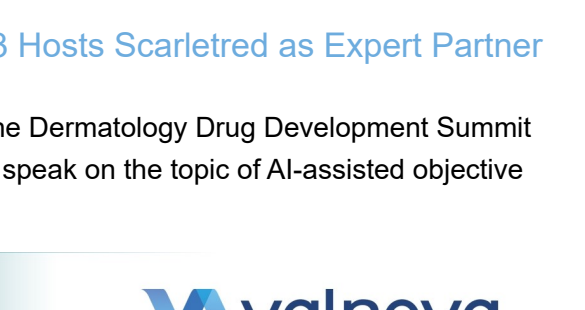 3 Hosts Scarletred as Expert Partner
he Dermatology Drug Development Summit
speak on the topic of AI-assisted objective
valneva